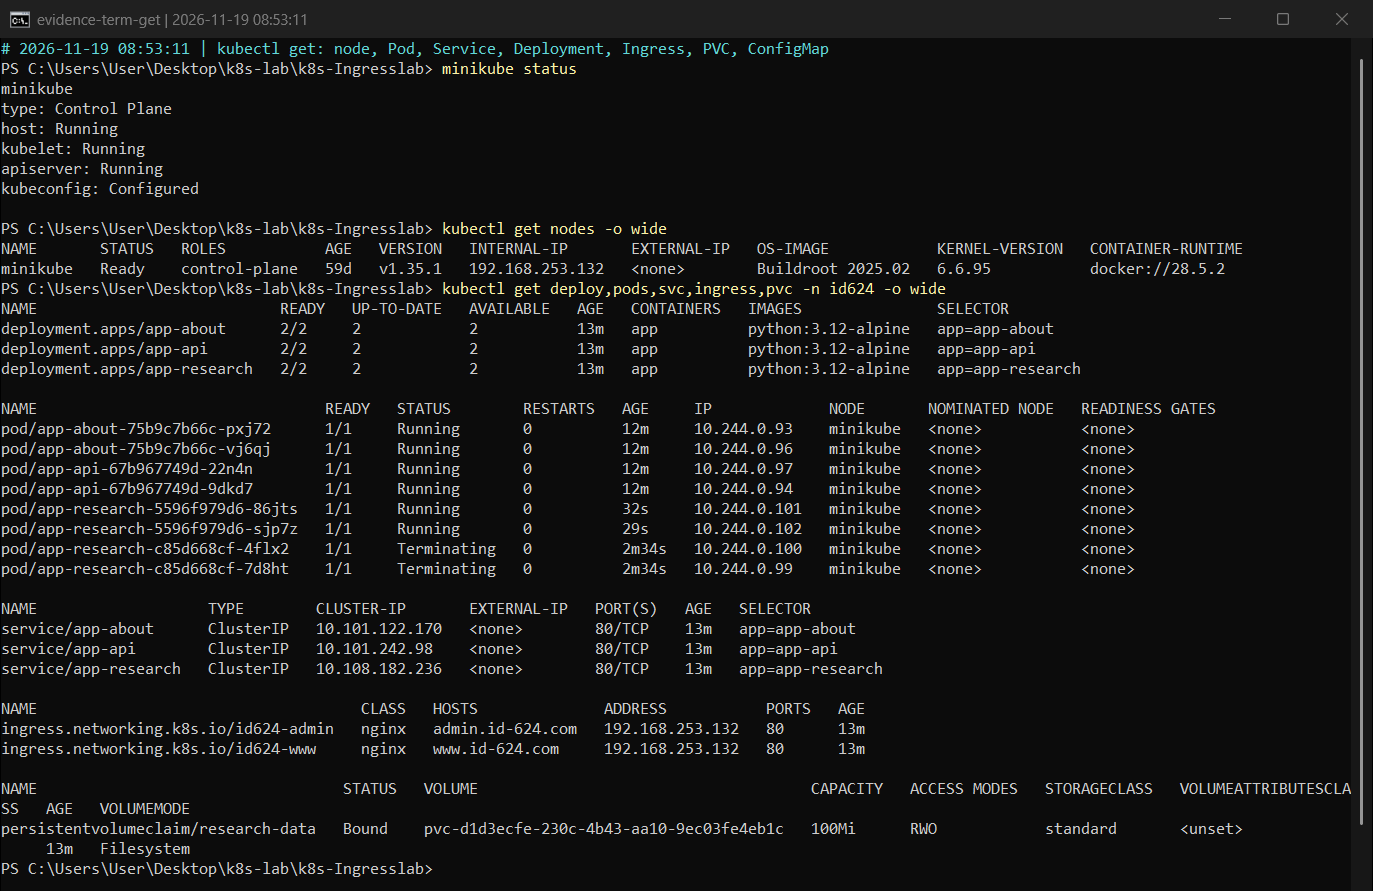 evidence-term-get | 2026-11-19 08:53:11
# 2026-11-19 08:53:11 | kubectl get: node, Pod, Service, Deployment, Ingress, PVC, ConfigMap
PS C:\Users\User\Desktop\k8s-lab\k8s-Ingresslab> minikube status
minikube
type: Control Plane
host: Running
kubelet: Running
apiserver: Running
kubeconfig: Configured
PS C:\Users\User\Desktop\k8s-lab\k8s-Ingresslab> kubectl get nodes -o wide
NAME       STATUS   ROLES           AGE   VERSION   INTERNAL-IP       EXTERNAL-IP   OS-IMAGE            KERNEL-VERSION   CONTAINER-RUNTIME
minikube   Ready    control-plane   59d   v1.35.1   192.168.253.132   <none>        Buildroot 2025.02   6.6.95           docker://28.5.2
PS C:\Users\User\Desktop\k8s-lab\k8s-Ingresslab> kubectl get deploy,pods,svc,ingress,pvc -n id624 -o wide
NAME                           READY   UP-TO-DATE   AVAILABLE   AGE   CONTAINERS   IMAGES               SELECTOR
deployment.apps/app-about      2/2     2            2           13m   app          python:3.12-alpine   app=app-about
deployment.apps/app-api        2/2     2            2           13m   app          python:3.12-alpine   app=app-api
deployment.apps/app-research   2/2     2            2           13m   app          python:3.12-alpine   app=app-research
NAME                                READY   STATUS        RESTARTS   AGE     IP             NODE       NOMINATED NODE   READINESS GATES
pod/app-about-75b9c7b66c-pxj72      1/1     Running       0          12m     10.244.0.93    minikube   <none>           <none>
pod/app-about-75b9c7b66c-vj6qj      1/1     Running       0          12m     10.244.0.96    minikube   <none>           <none>
pod/app-api-67b967749d-22n4n        1/1     Running       0          12m     10.244.0.97    minikube   <none>           <none>
pod/app-api-67b967749d-9dkd7        1/1     Running       0          12m     10.244.0.94    minikube   <none>           <none>
pod/app-research-5596f979d6-86jts   1/1     Running       0          32s     10.244.0.101   minikube   <none>           <none>
pod/app-research-5596f979d6-sjp7z   1/1     Running       0          29s     10.244.0.102   minikube   <none>           <none>
pod/app-research-c85d668cf-4flx2    1/1     Terminating   0          2m34s   10.244.0.100   minikube   <none>           <none>
pod/app-research-c85d668cf-7d8ht    1/1     Terminating   0          2m34s   10.244.0.99    minikube   <none>           <none>
NAME                   TYPE        CLUSTER-IP       EXTERNAL-IP   PORT(S)   AGE   SELECTOR
service/app-about      ClusterIP   10.101.122.170   <none>        80/TCP    13m   app=app-about
service/app-api        ClusterIP   10.101.242.98    <none>        80/TCP    13m   app=app-api
service/app-research   ClusterIP   10.108.182.236   <none>        80/TCP    13m   app=app-research
NAME                                    CLASS   HOSTS              ADDRESS           PORTS   AGE
ingress.networking.k8s.io/id624-admin   nginx   admin.id-624.com   192.168.253.132   80      13m
ingress.networking.k8s.io/id624-www     nginx   www.id-624.com     192.168.253.132   80      13m
NAME                                  STATUS   VOLUME                                     CAPACITY   ACCESS MODES   STORAGECLASS   VOLUMEATTRIBUTESCLA
SS   AGE   VOLUMEMODE
persistentvolumeclaim/research-data   Bound    pvc-d1d3ecfe-230c-4b43-aa10-9ec03fe4eb1c   100Mi      RWO            standard       <unset>
     13m   Filesystem
PS C:\Users\User\Desktop\k8s-lab\k8s-Ingresslab>